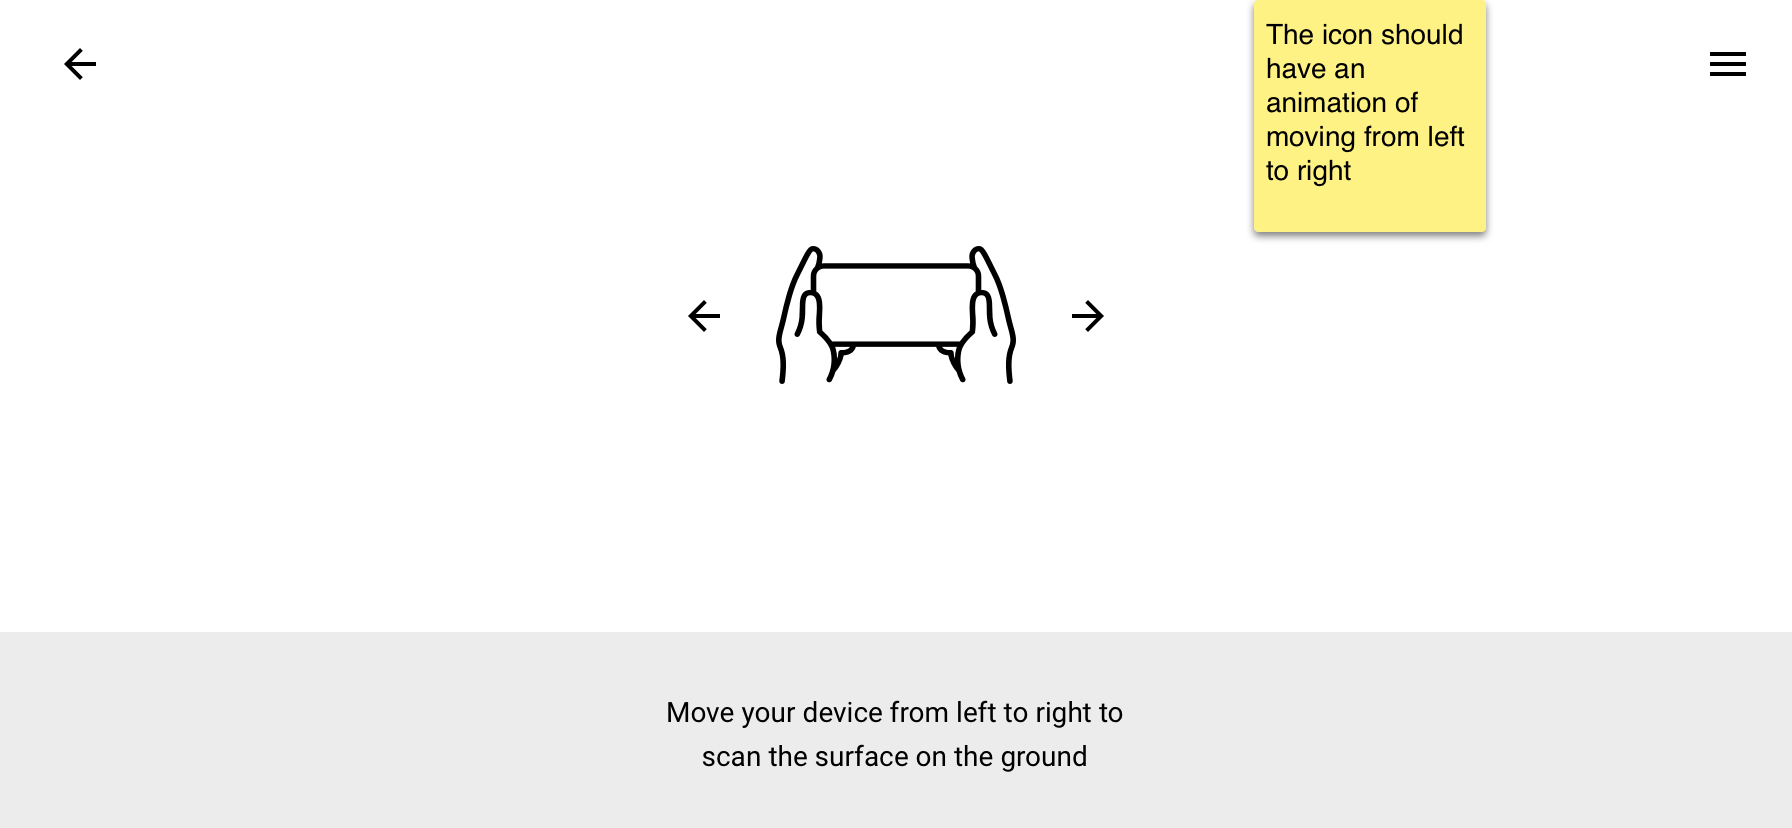 The icon should
have an
animation of
moving from left
to right
Move your device from left to right to
scan the surface on the ground